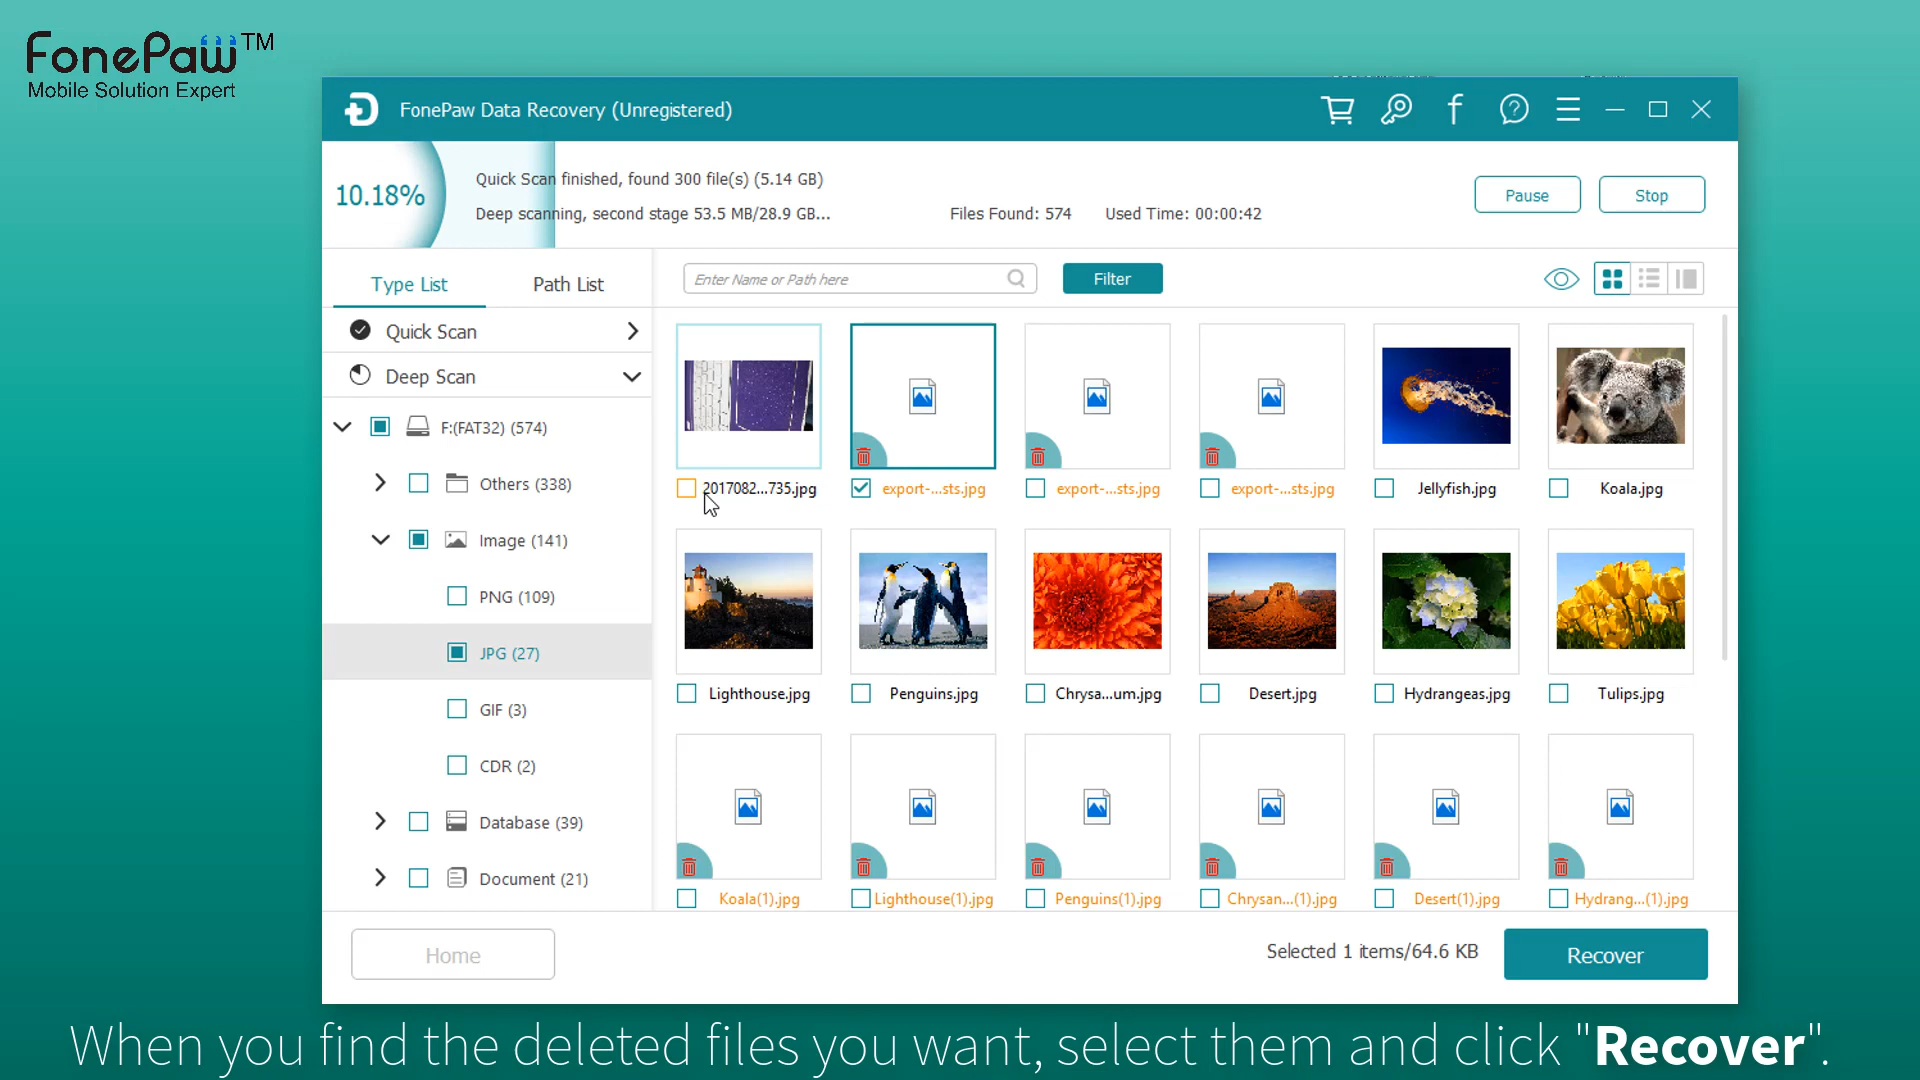 FonePaw™
Mobile Solution Expert
FonePaw Data Recovery (Unregistered)
10.18%
Quick Scan finished, found 300 file(s) (5.14 GB)
Deep scanning, second stage 53.5 MB/28.9 GB...
Files Found: 574
Used Time: 00:00:42
Pause
Stop
Type List
Path List
Enter Name or Path here
Filter
Quick Scan
Deep Scan
F:(FAT32) (574)
Others (338)
Image (141)
PNG (109)
JPG (27)
GIF (3)
CDR (2)
Database (39)
Document (21)
2017082...735.jpg
export-...sts.jpg
export-...sts.jpg
export-...sts.jpg
Jellyfish.jpg
Koala.jpg
Lighthouse.jpg
Penguins.jpg
Chrysa...um.jpg
Desert.jpg
Hydrangeas.jpg
Tulips.jpg
Koala(1).jpg
Lighthouse(1).jpg
Penguins(1).jpg
Chrysan...(1).jpg
Desert(1).jpg
Hydrang...(1).jpg
Home
Selected 1 items/64.6 KB
Recover
When you find the deleted files you want, select them and click "Recover".